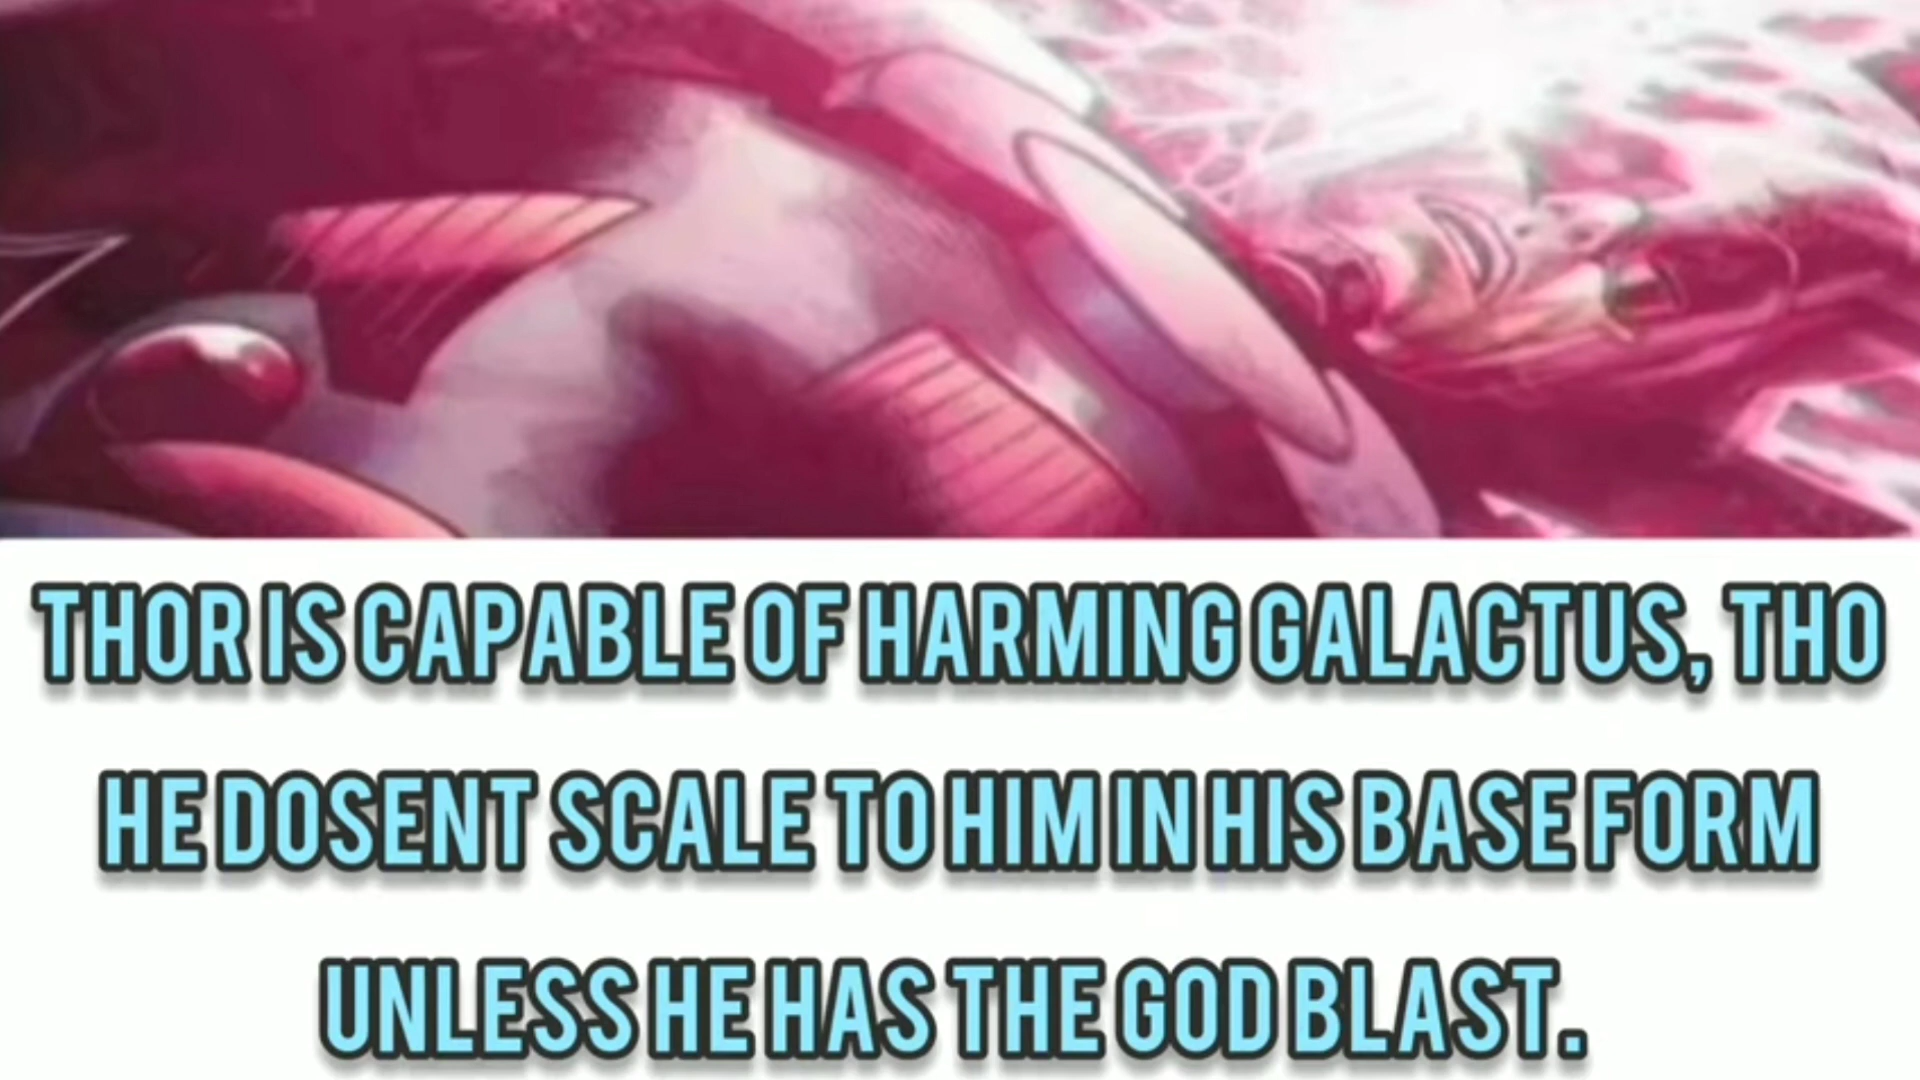 THOR IS CAPABLE OF HARMING GALACTUS, THO
HE DOSENT SCALE TO HIM IN HIS BASE FORM
UNLESS HE HAS THE GOD BLAST.